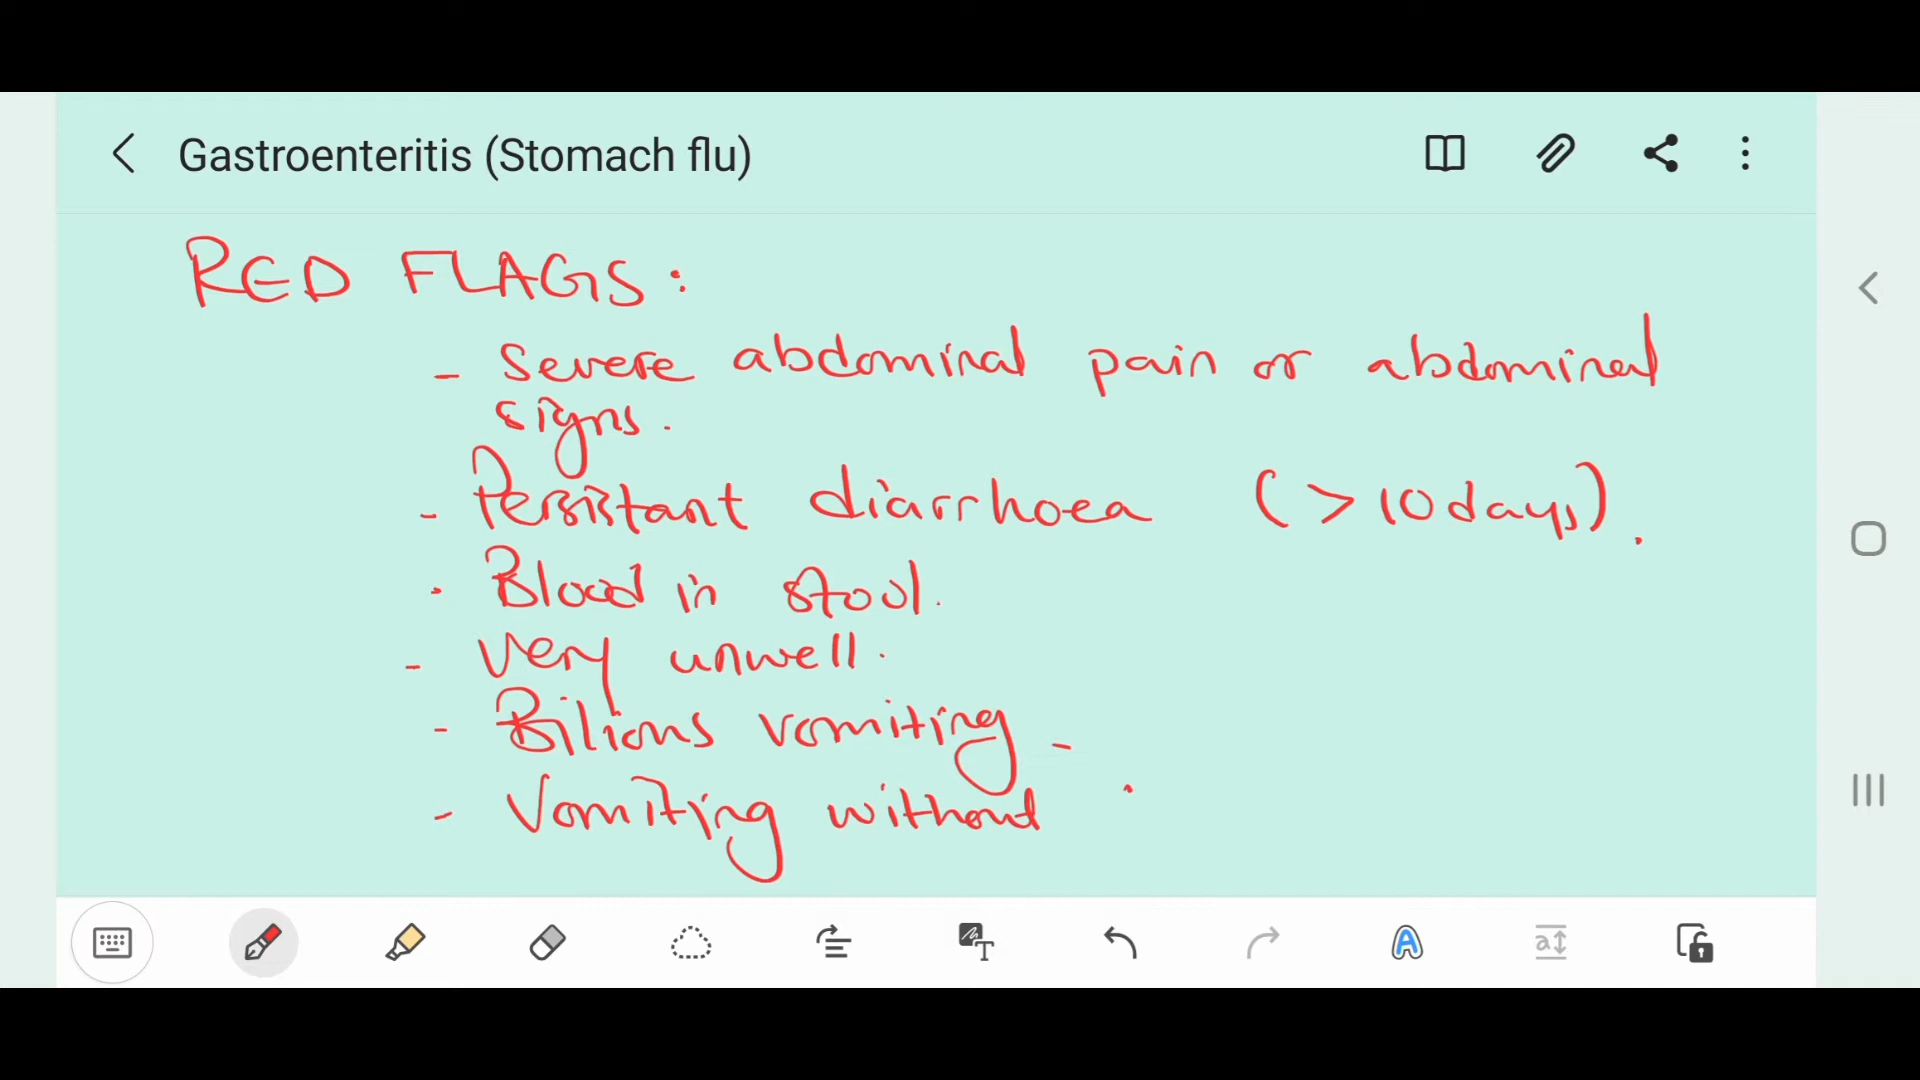 Gastroenteritis (Stomach flu)
RED FLAGS:
- Severe abdominal pain or abdominal
signs.
- Persistant diarrhoea (>10days).
- Blood in stool.
- Very unwell.
- Bilious vomiting -
- Vomiting without